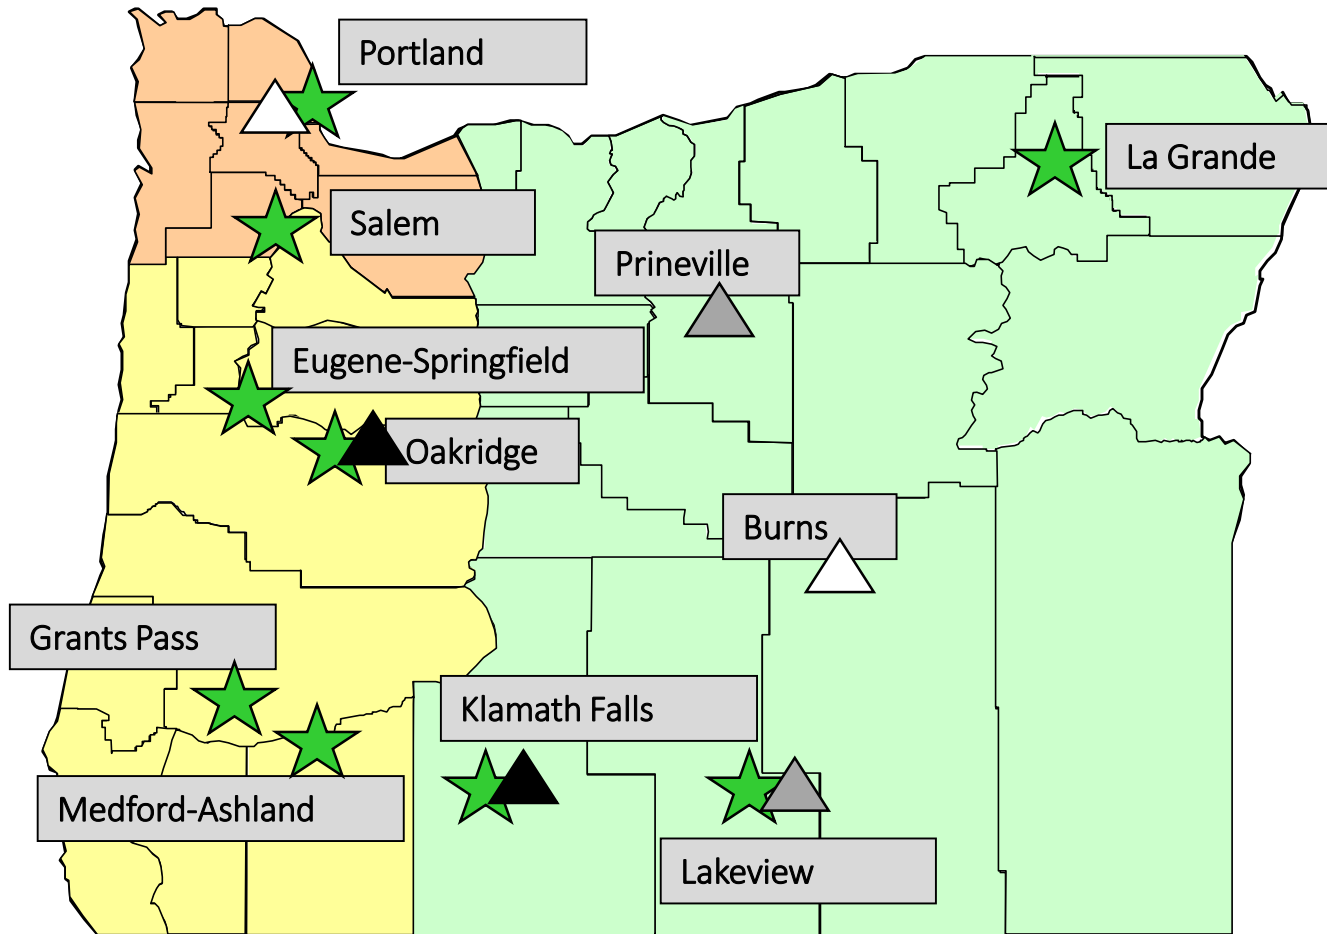 Portland
La Grande
Salem
Prineville
Eugene-Springfield
Oakridge
Burns
Grants Pass
Klamath Falls
Medford-Ashland
Lakeview